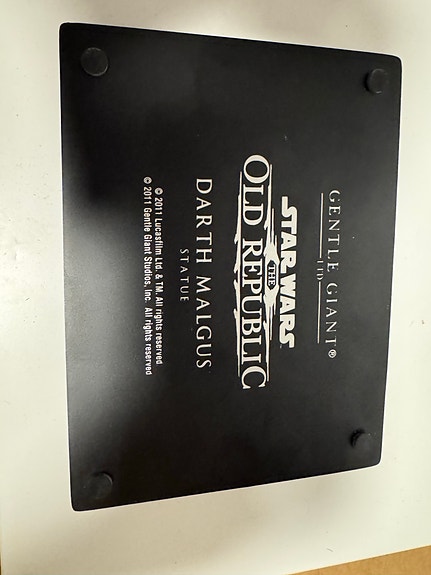 GENTLE GIANT®
LTD
STAR WARS
THE
OLD REPUBLIC
DARTH MALGUS
STATUE
© 2011 Lucasfilm Ltd. & TM. All rights reserved
© 2011 Gentle Giant Studios, Inc. All rights reserved